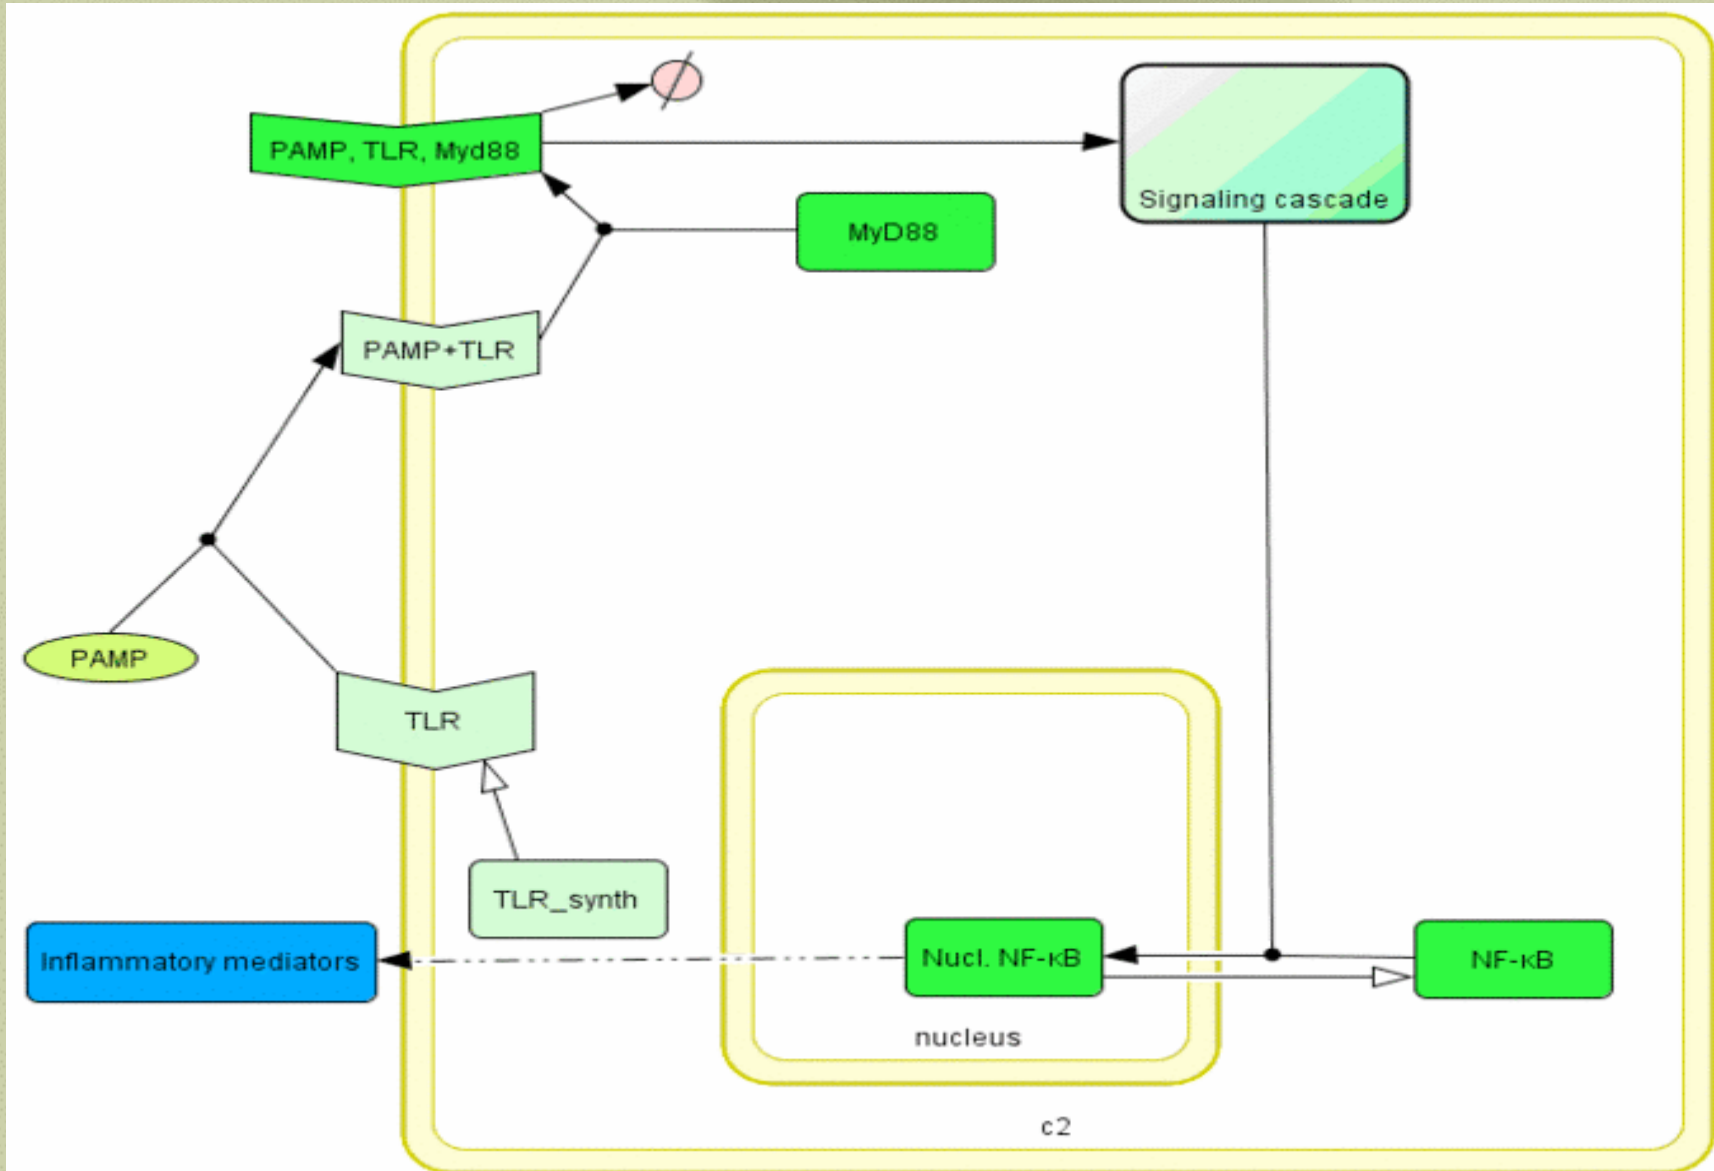 PAMP, TLR, Myd88
Signaling cascade
MyD88
PAMP+TLR
PAMP
TLR
TLR_synth
Inflammatory mediators
Nucl. NF-κB
NF-κB
nucleus
c2